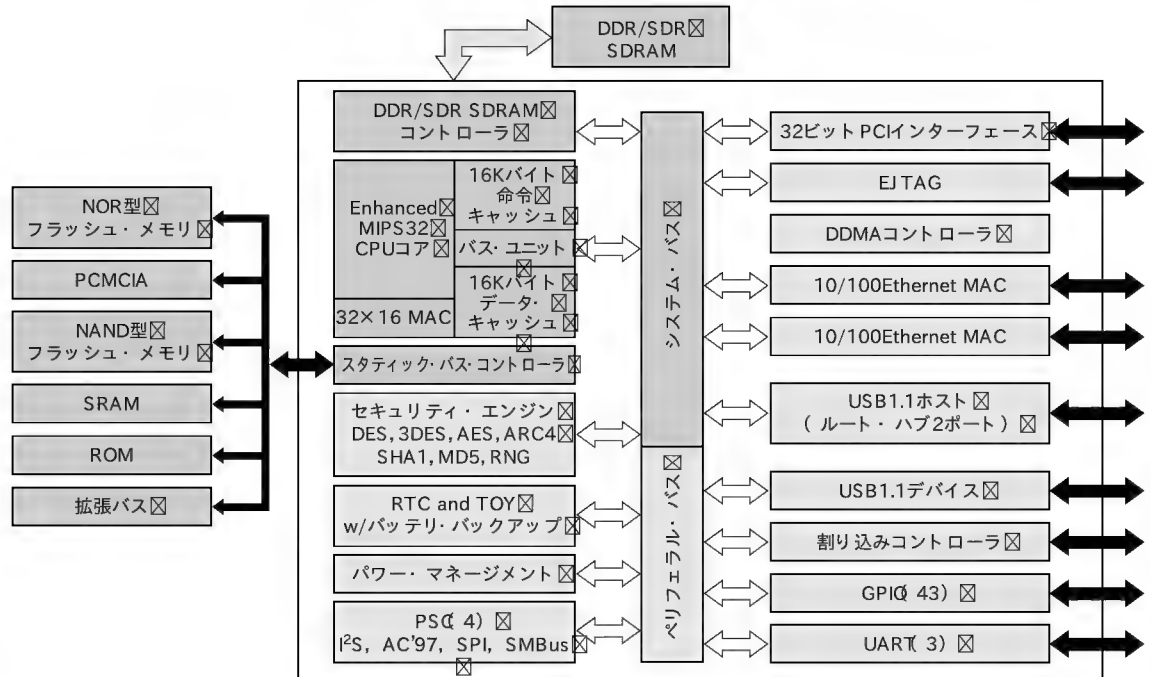 DDR/SDR
SDRAM
DDR/SDR SDRAM
コントローラ
Enhanced
MIPS32
CPUコア
16Kバイト
命令
キャッシュ
バス・ユニット
16Kバイト
データ・
キャッシュ
32×16 MAC
スタティック・バス・コントローラ
セキュリティ・エンジン
DES, 3DES, AES, ARC4
SHA1, MD5, RNG
RTC and TOY
w/バッテリ・バックアップ
パワー・マネージメント
PSC(4)
I²S, AC'97, SPI, SMBus
NOR型
フラッシュ・メモリ
PCMCIA
NAND型
フラッシュ・メモリ
SRAM
ROM
拡張バス
システム・バス
ペリフェラル・バス
32ビットPCIインターフェース
EJTAG
DDMAコントローラ
10/100Ethernet MAC
10/100Ethernet MAC
USB1.1ホスト
(ルート・ハブ2ポート)
USB1.1デバイス
割り込みコントローラ
GPIO(43)
UART(3)